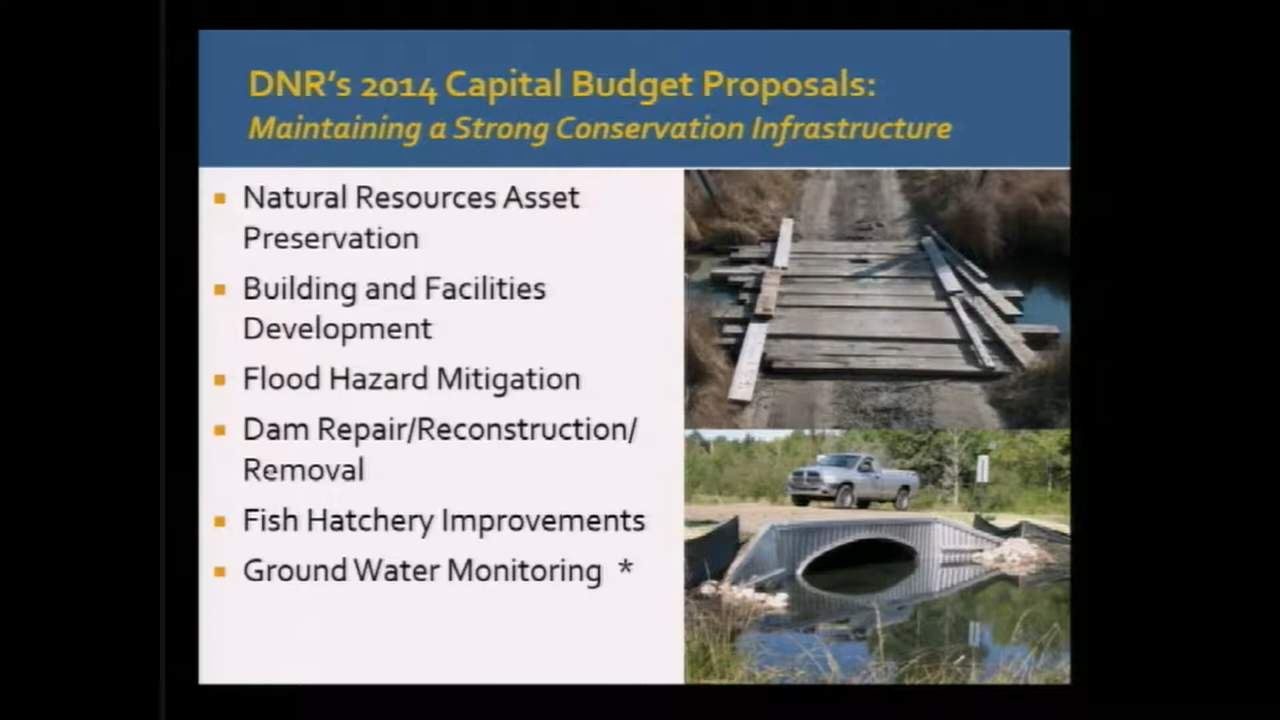 DNR's 2014 Capital Budget Proposals:
Maintaining a Strong Conservation Infrastructure
Natural Resources Asset
Preservation
Building and Facilities
Development
Flood Hazard Mitigation
Dam Repair/Reconstruction/
Removal
Fish Hatchery Improvements
Ground Water Monitoring *